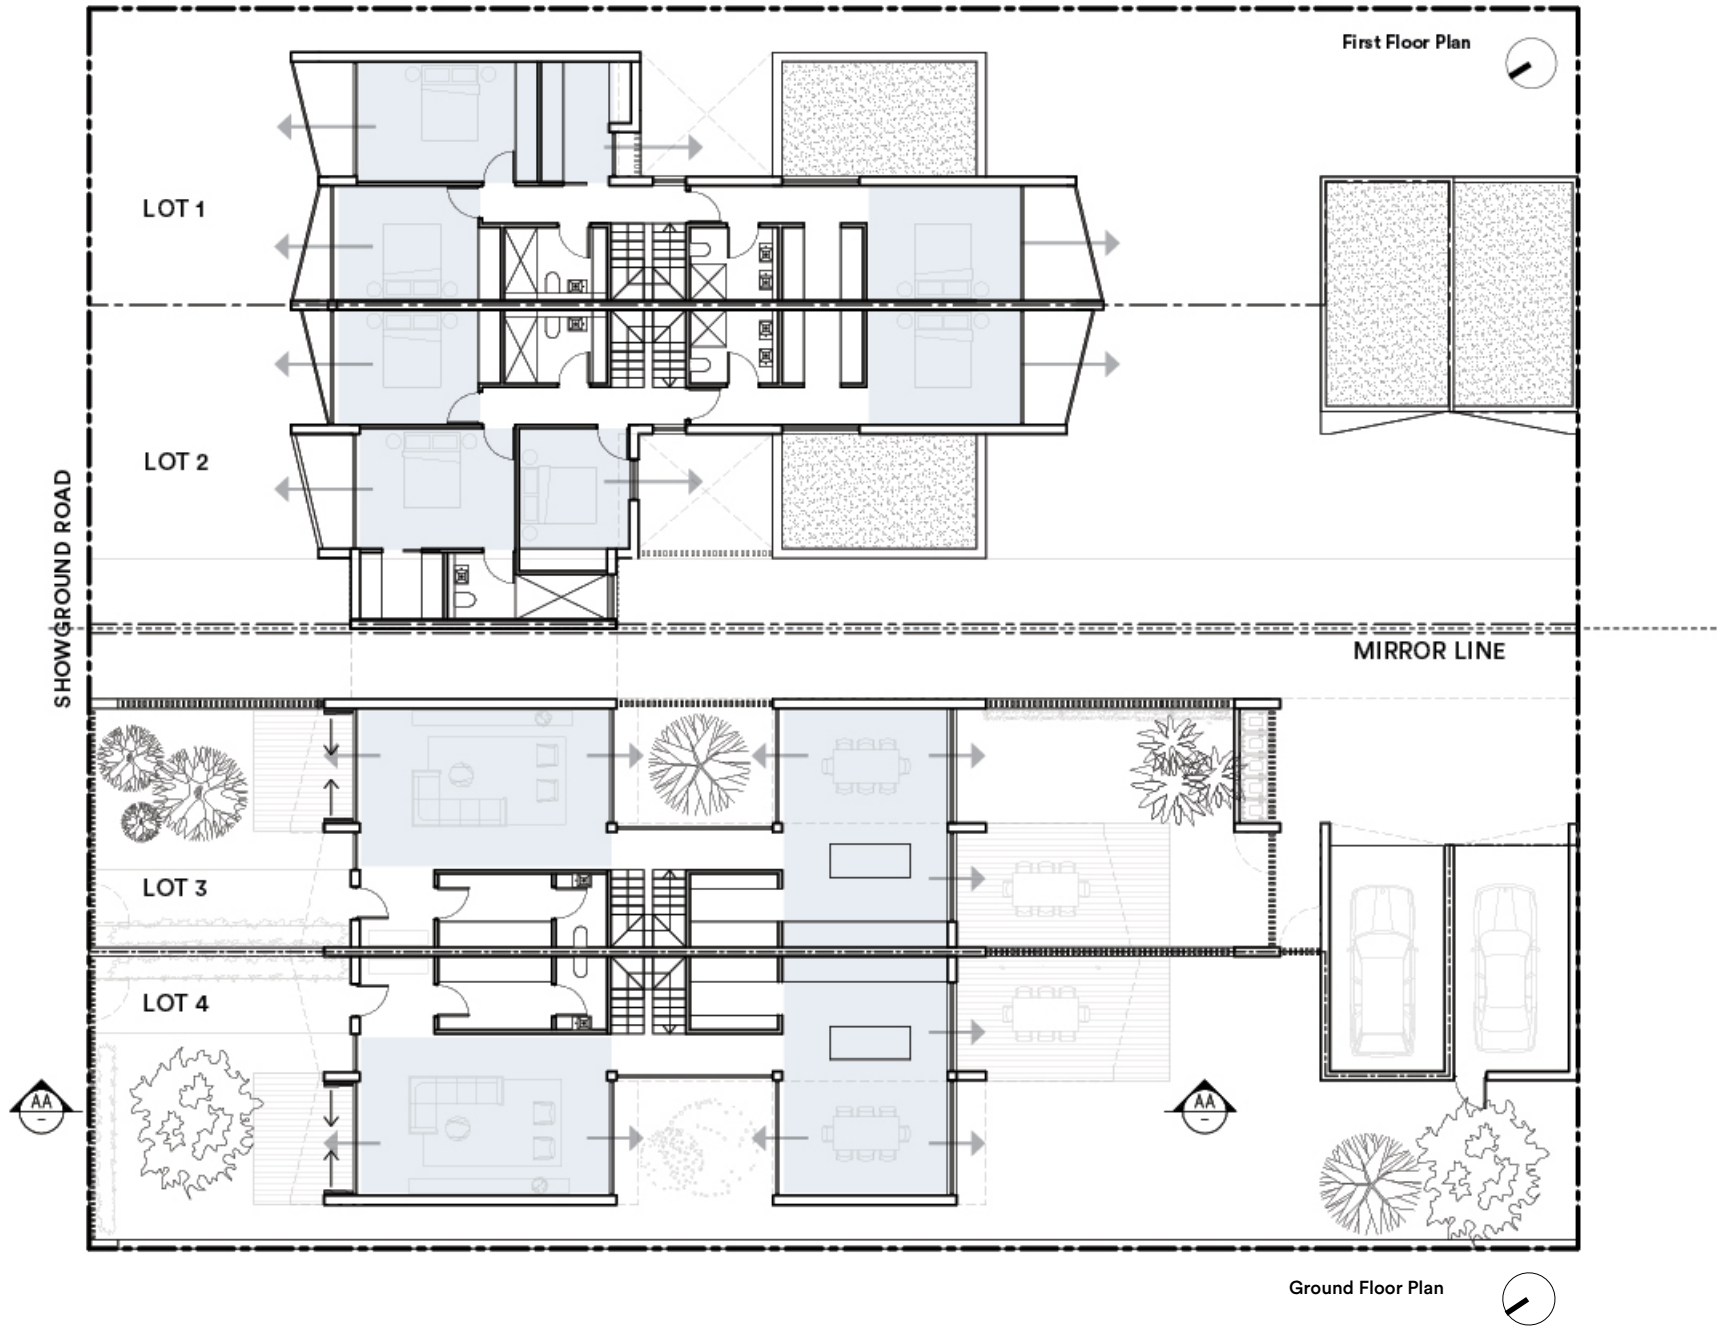 First Floor Plan
LOT 1
LOT 2
SHOWGROUND ROAD
MIRROR LINE
LOT 3
LOT 4
AA
–
AA
–
Ground Floor Plan